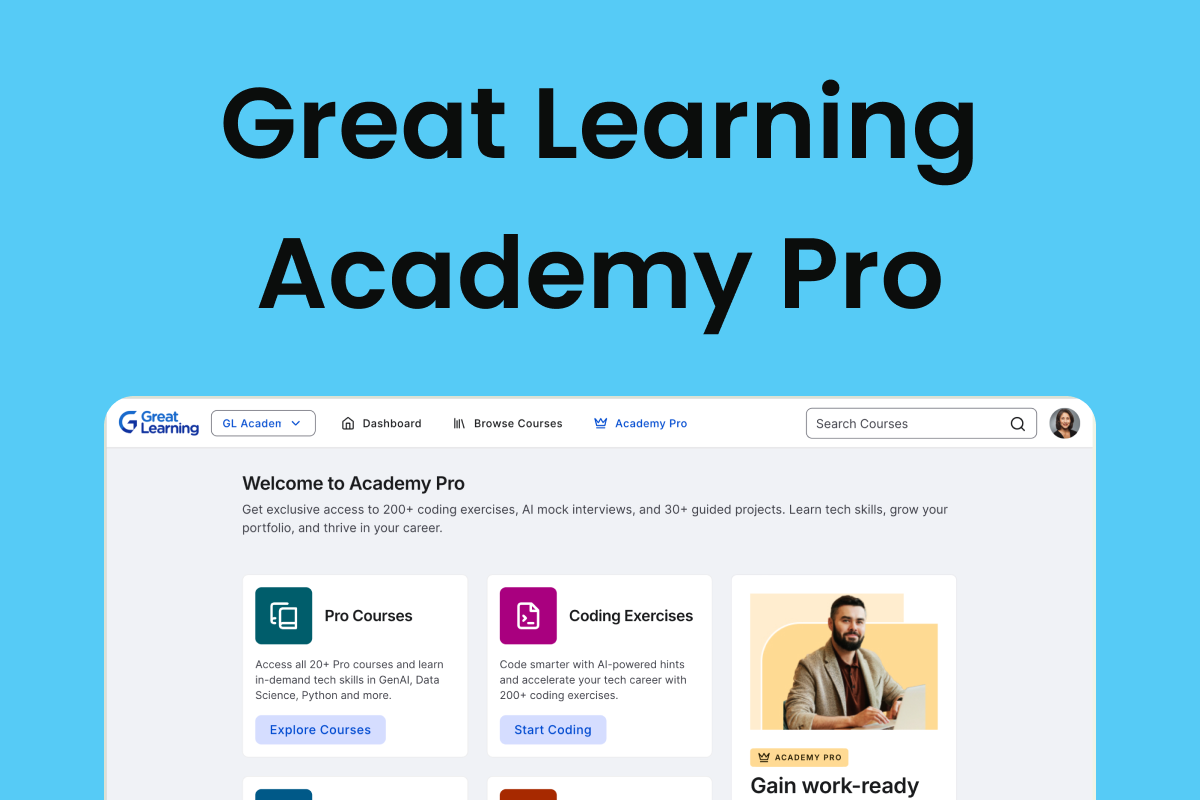 Great Learning
Academy Pro
Great
Learning
GL Academ
Dashboard
Browse Courses
Academy Pro
Search Courses
Welcome to Academy Pro
Get exclusive access to 200+ coding exercises, AI mock interviews, and 30+ guided projects. Learn tech skills, grow your
portfolio, and thrive in your career.
Pro Courses
Access all 20+ Pro courses and learn
in-demand tech skills in GenAI, Data
Science, Python and more.
Explore Courses
Coding Exercises
Code smarter with AI-powered hints
and accelerate your tech career with
200+ coding exercises.
Start Coding
ACADEMY PRO
Gain work-ready